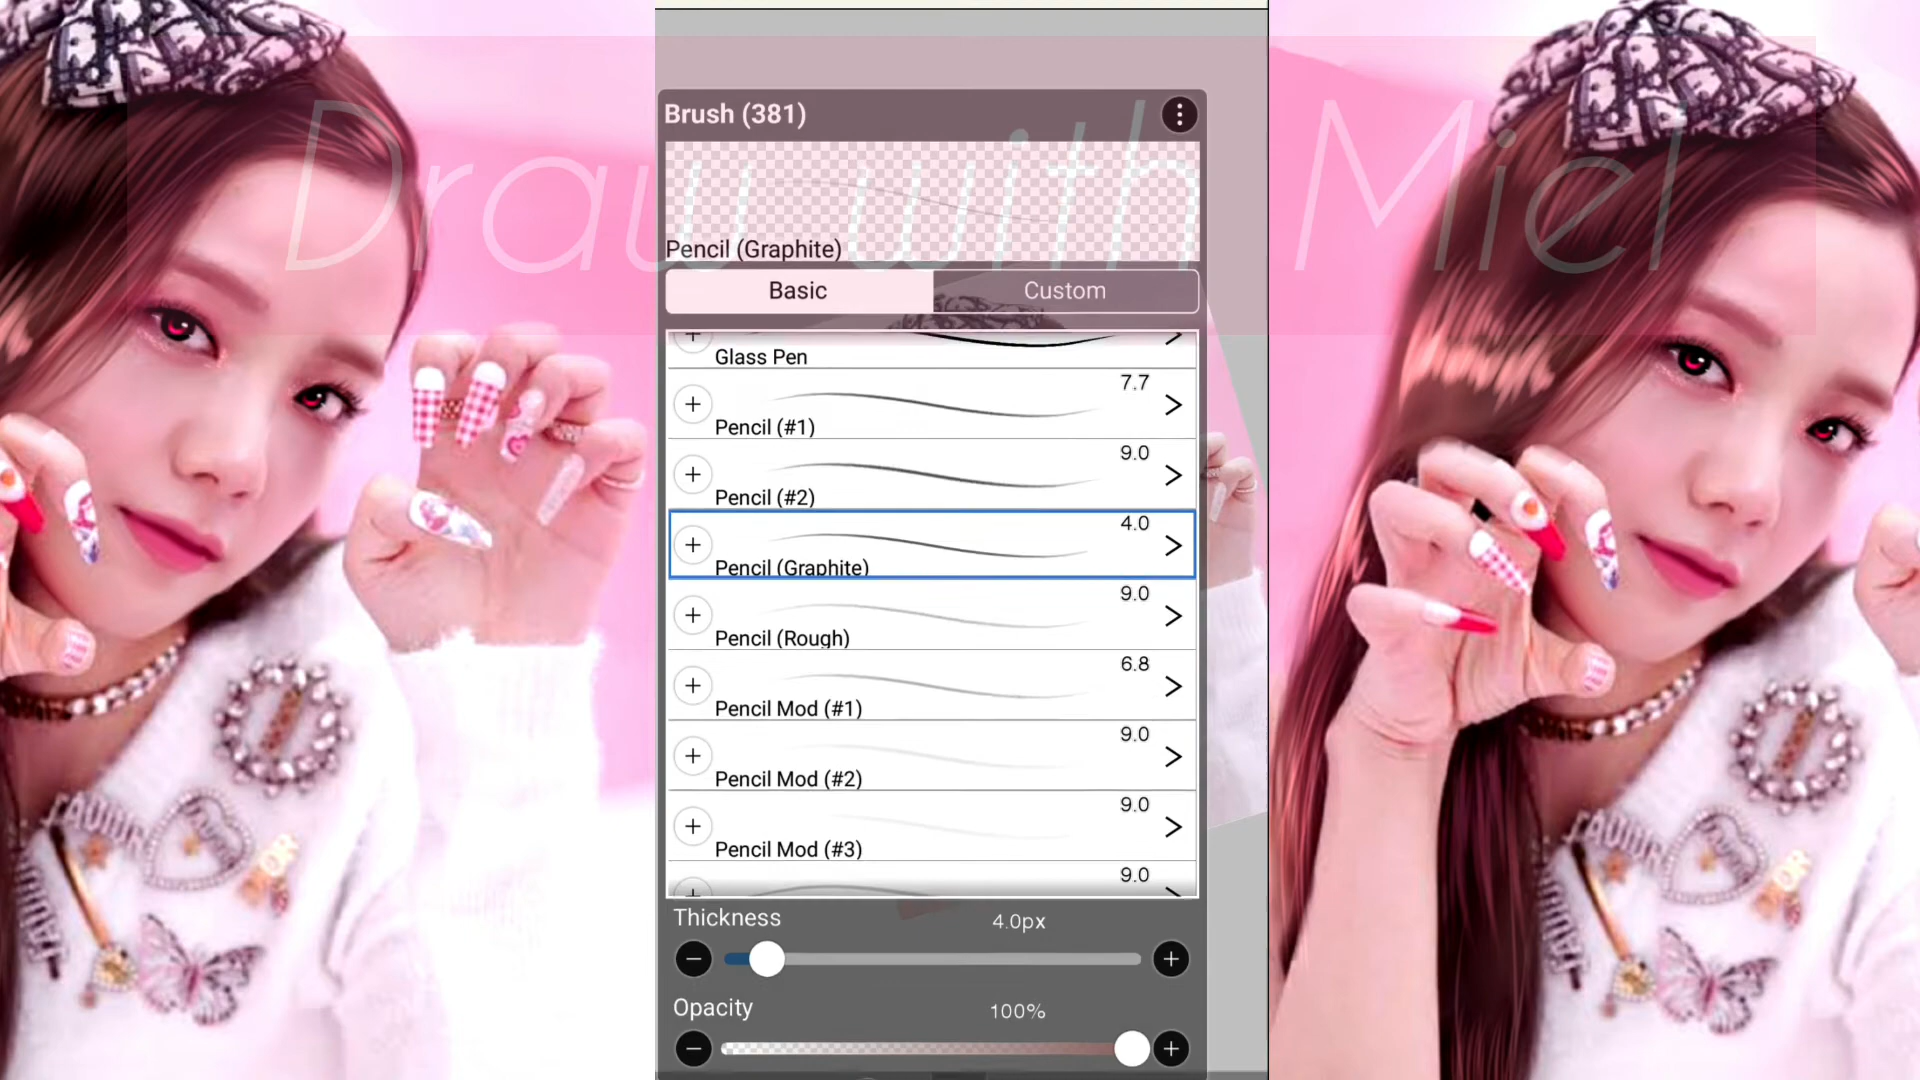 Draw with Miel
Brush (381)
Pencil (Graphite)
Basic
Custom
Glass Pen
7.7
Pencil (#1)
9.0
Pencil (#2)
4.0
Pencil (Graphite)
9.0
Pencil (Rough)
6.8
Pencil Mod (#1)
9.0
Pencil Mod (#2)
9.0
Pencil Mod (#3)
9.0
Thickness
4.0px
Opacity
100%